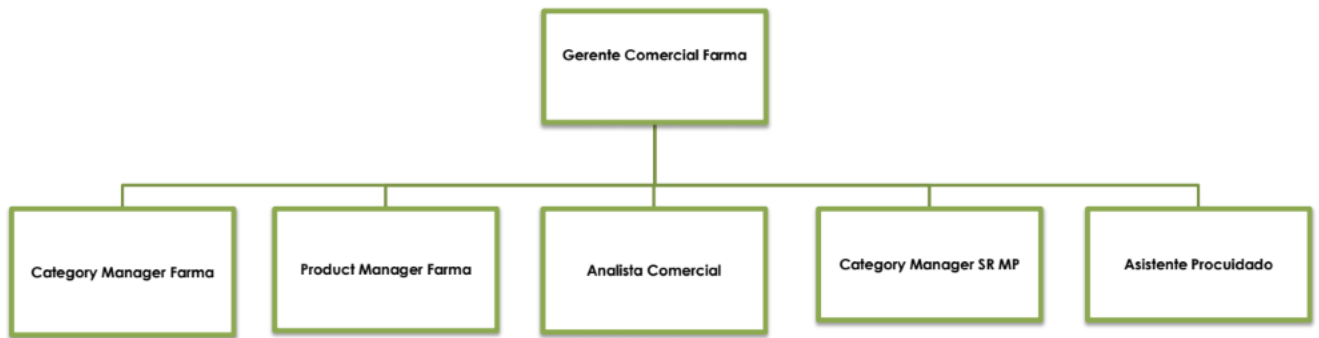 Gerente Comercial Farma
Category Manager Farma
Product Manager Farma
Analista Comercial
Category Manager SR MP
Asistente Procuidado